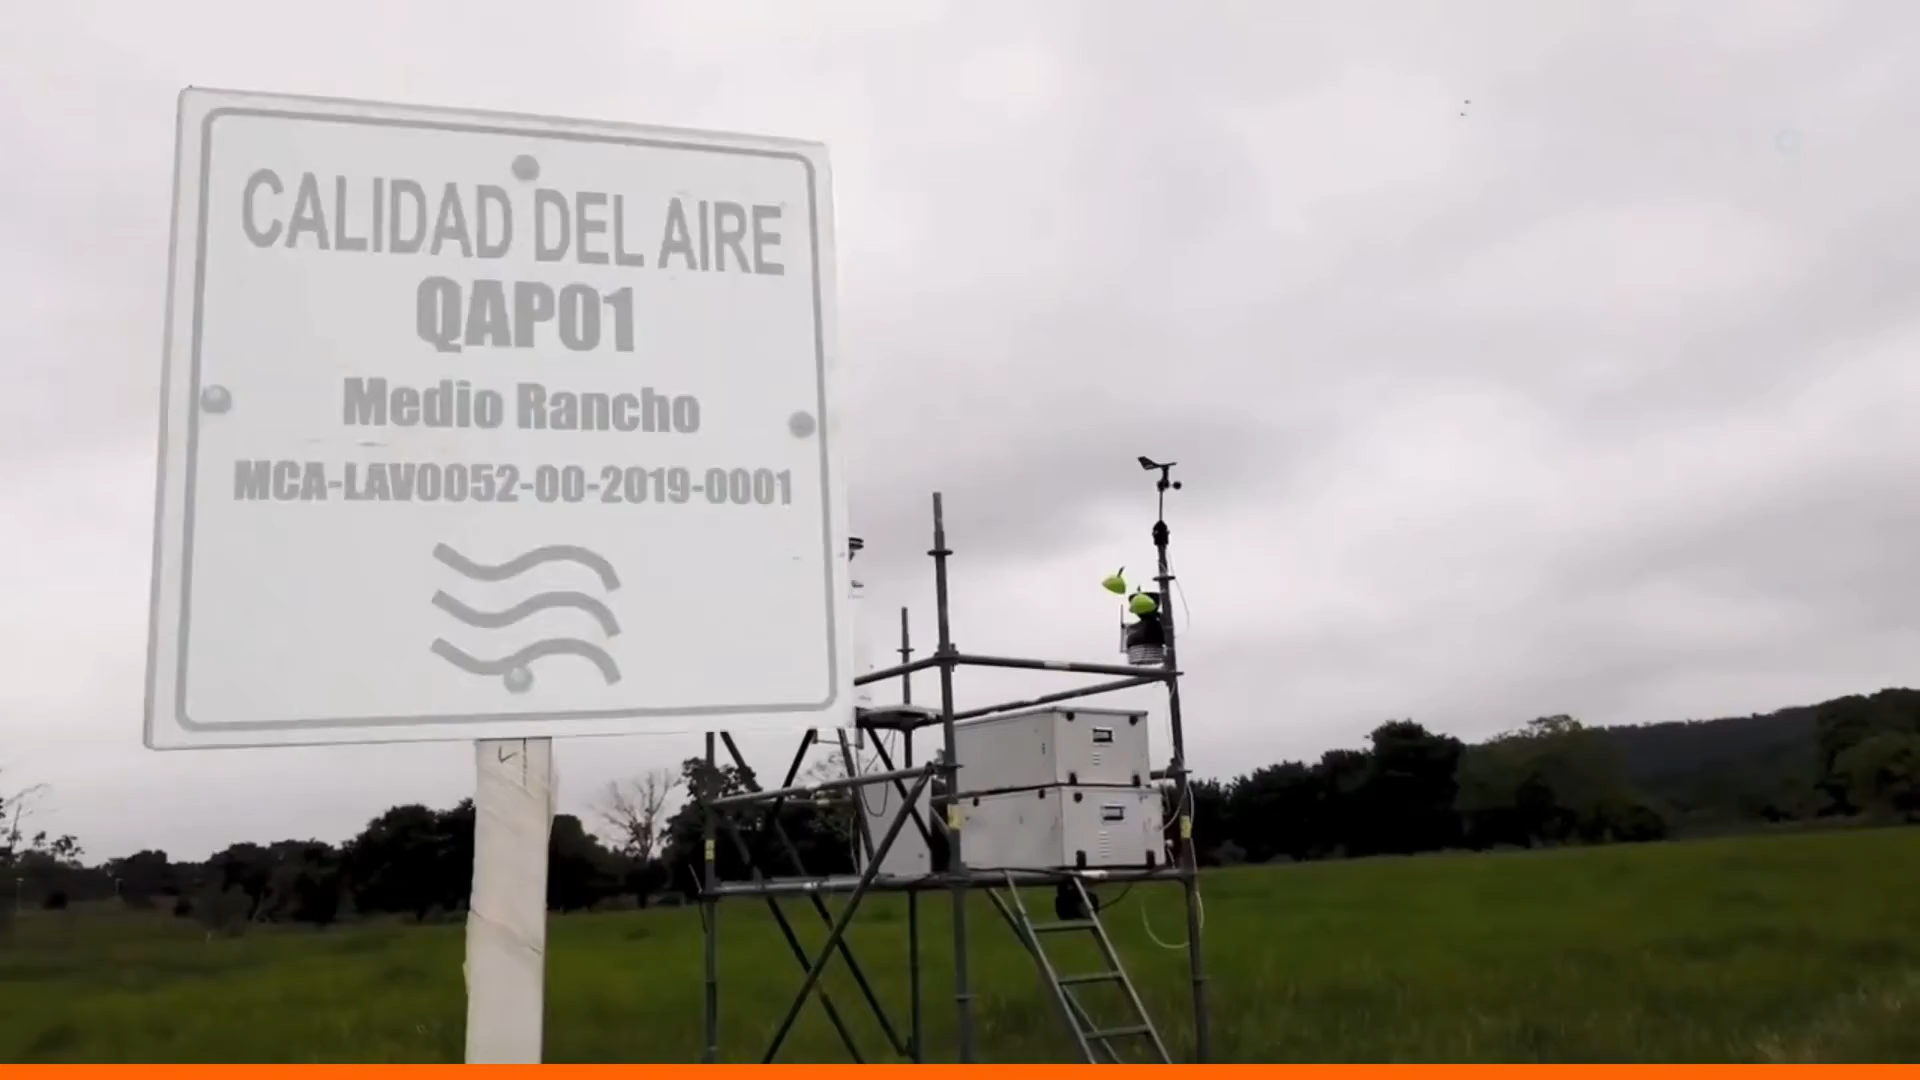 CALIDAD DEL AIRE
QAP01
Medio Rancho
MCA-LAV0052-00-2019-0001